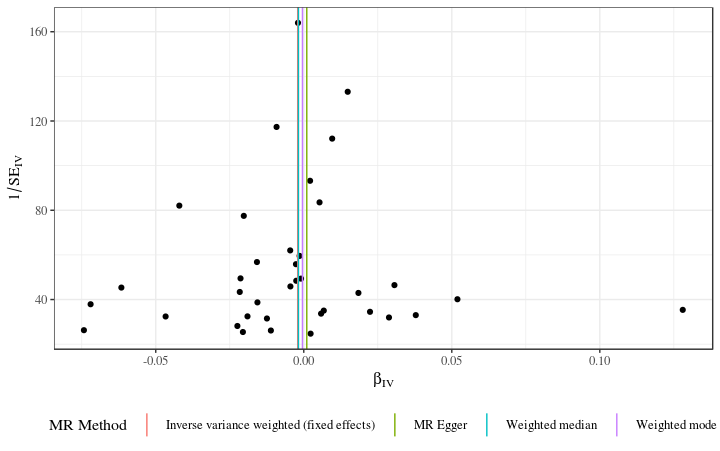 160
120
80
40
1/SE_IV
-0.05 0.00 0.05 0.10
β_IV
MR Method Inverse variance weighted (fixed effects) MR Egger Weighted median Weighted mode